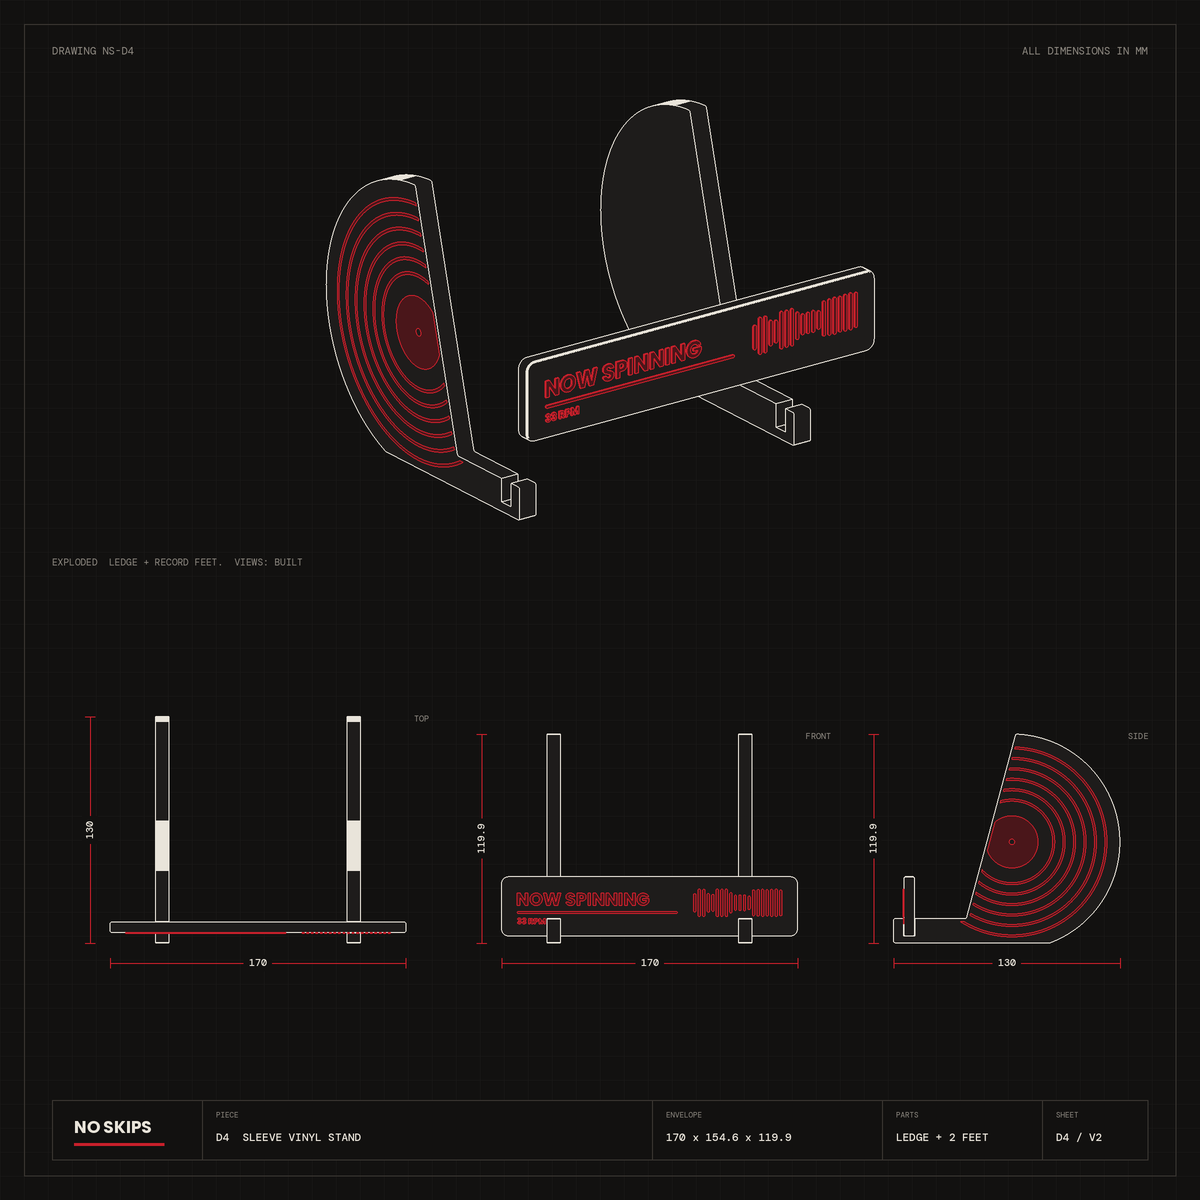 DRAWING NS-D4
ALL DIMENSIONS IN MM
NOW SPINNING
33 RPM
EXPLODED  LEDGE + RECORD FEET.  VIEWS: BUILT
TOP
FRONT
SIDE
130
119.9
119.9
NOW SPINNING
33 RPM
170
170
130
NO SKIPS
PIECE
D4  SLEEVE VINYL STAND
ENVELOPE
170 x 154.6 x 119.9
PARTS
LEDGE + 2 FEET
SHEET
D4 / V2